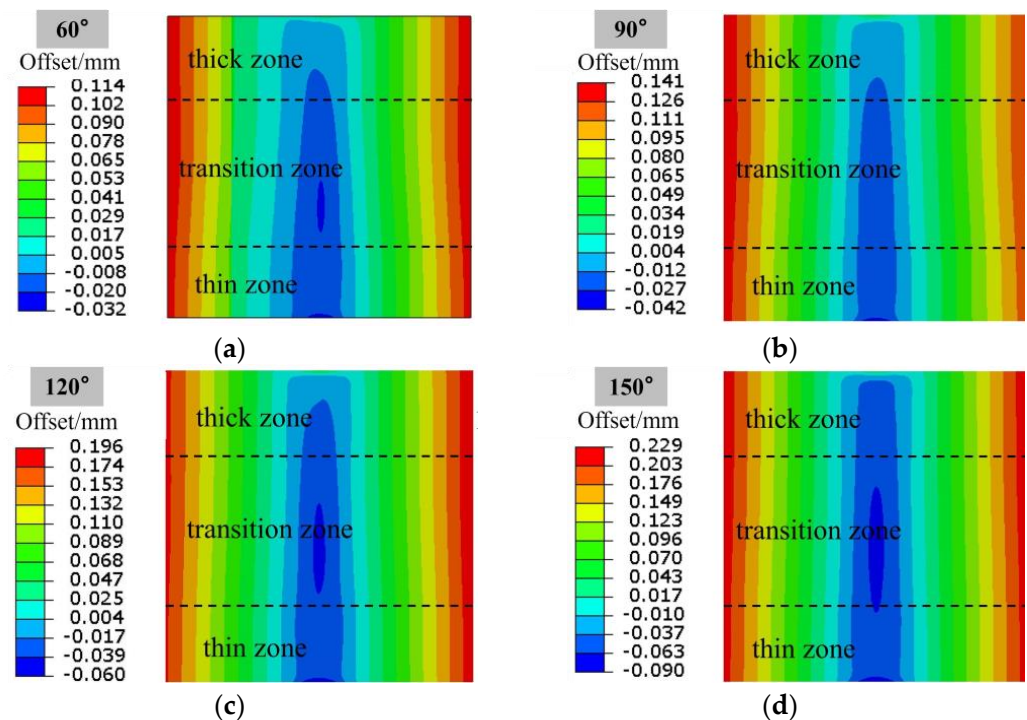 60°
Offset/mm
0.114
0.102
0.090
0.078
0.065
0.053
0.041
0.029
0.017
0.005
-0.008
-0.020
-0.032
thick zone
transition zone
thin zone
(a)
90°
Offset/mm
0.141
0.126
0.111
0.095
0.080
0.065
0.049
0.034
0.019
0.004
-0.012
-0.027
-0.042
thick zone
transition zone
thin zone
(b)
120°
Offset/mm
0.196
0.174
0.153
0.132
0.110
0.089
0.068
0.047
0.025
0.004
-0.017
-0.039
-0.060
thick zone
transition zone
thin zone
(c)
150°
Offset/mm
0.229
0.203
0.176
0.149
0.123
0.096
0.070
0.043
0.017
-0.010
-0.037
-0.063
-0.090
thick zone
transition zone
thin zone
(d)